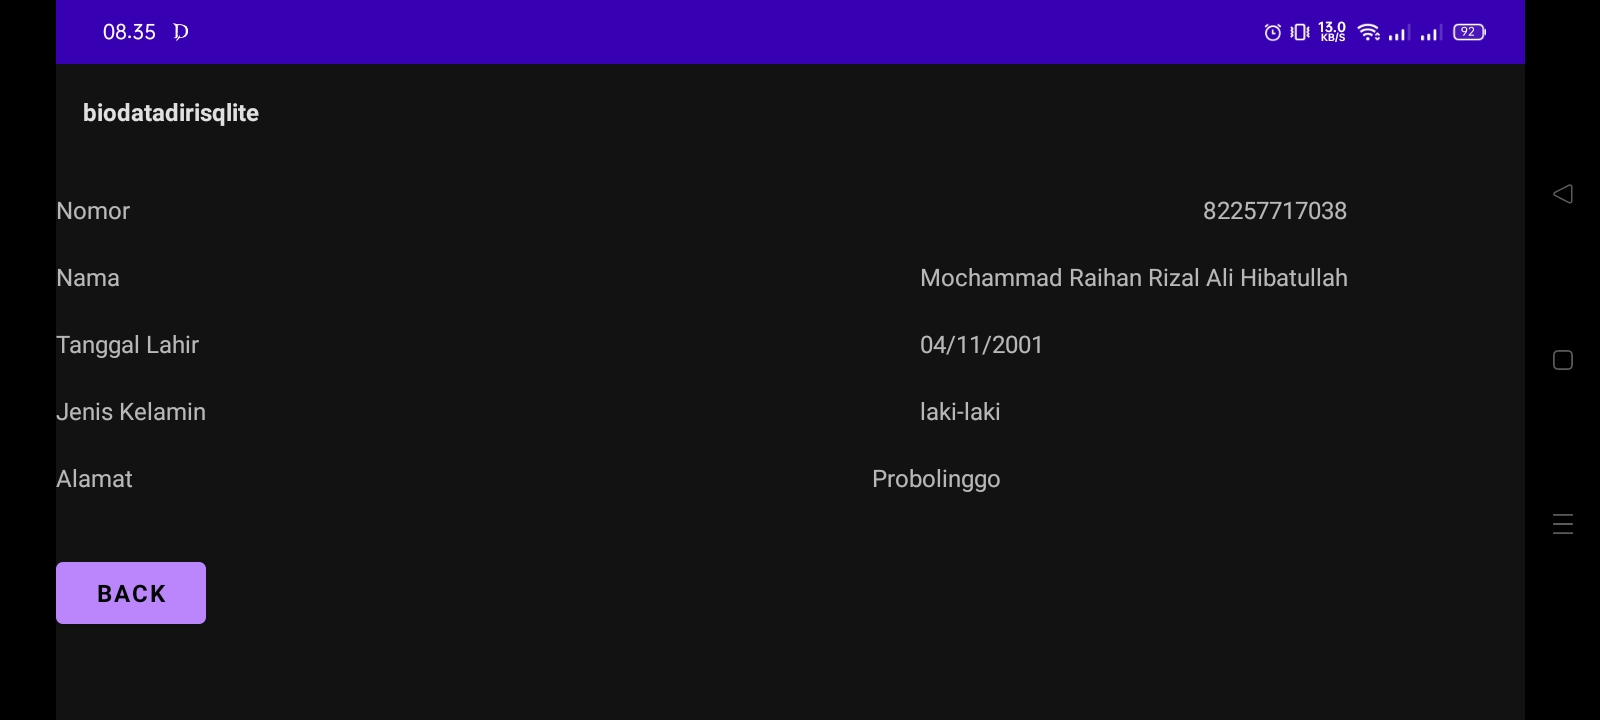 08.35 D 13.0 KB/S 92
biodatadirisqlite
Nomor 82257717038
Nama Mochammad Raihan Rizal Ali Hibatullah
Tanggal Lahir 04/11/2001
Jenis Kelamin laki-laki
Alamat Probolinggo
BACK